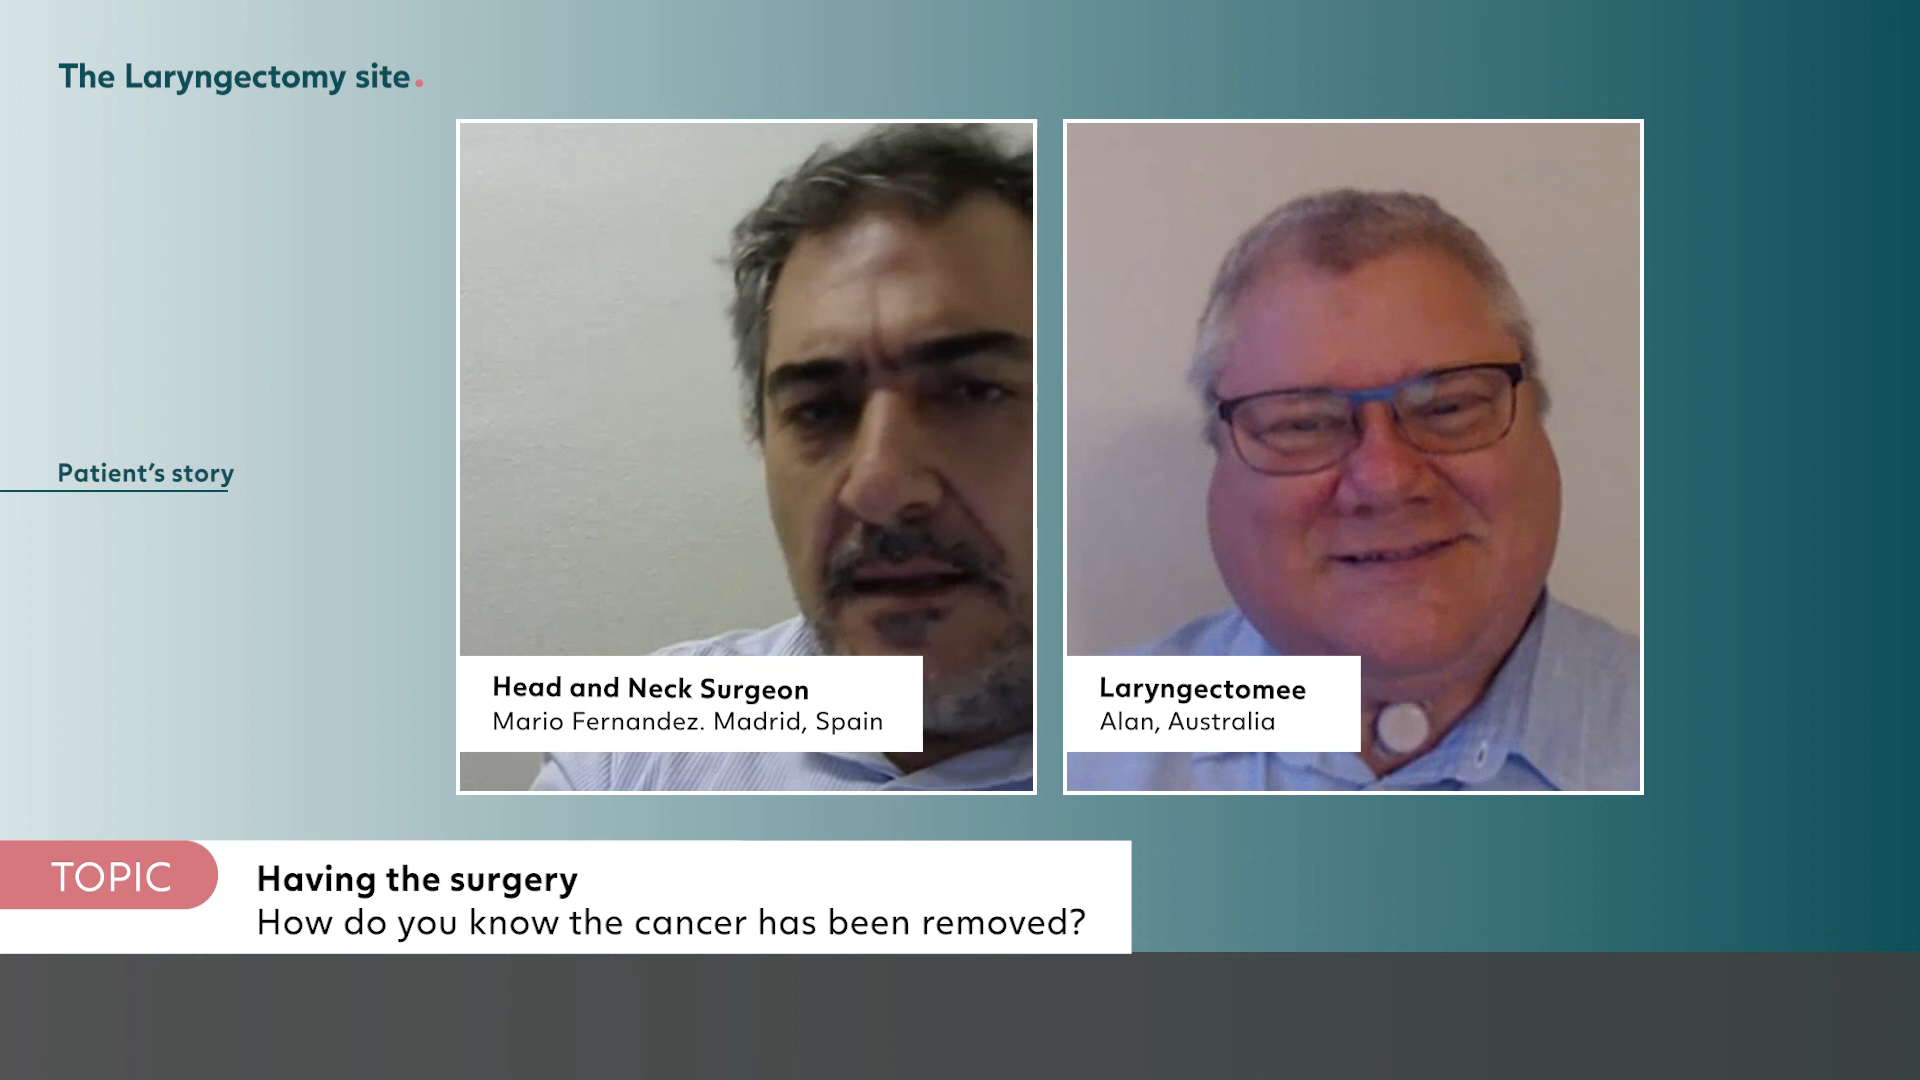 The Laryngectomy site.
Patient’s story
Head and Neck Surgeon
Mario Fernandez. Madrid, Spain
Laryngectomee
Alan, Australia
TOPIC
Having the surgery
How do you know the cancer has been removed?